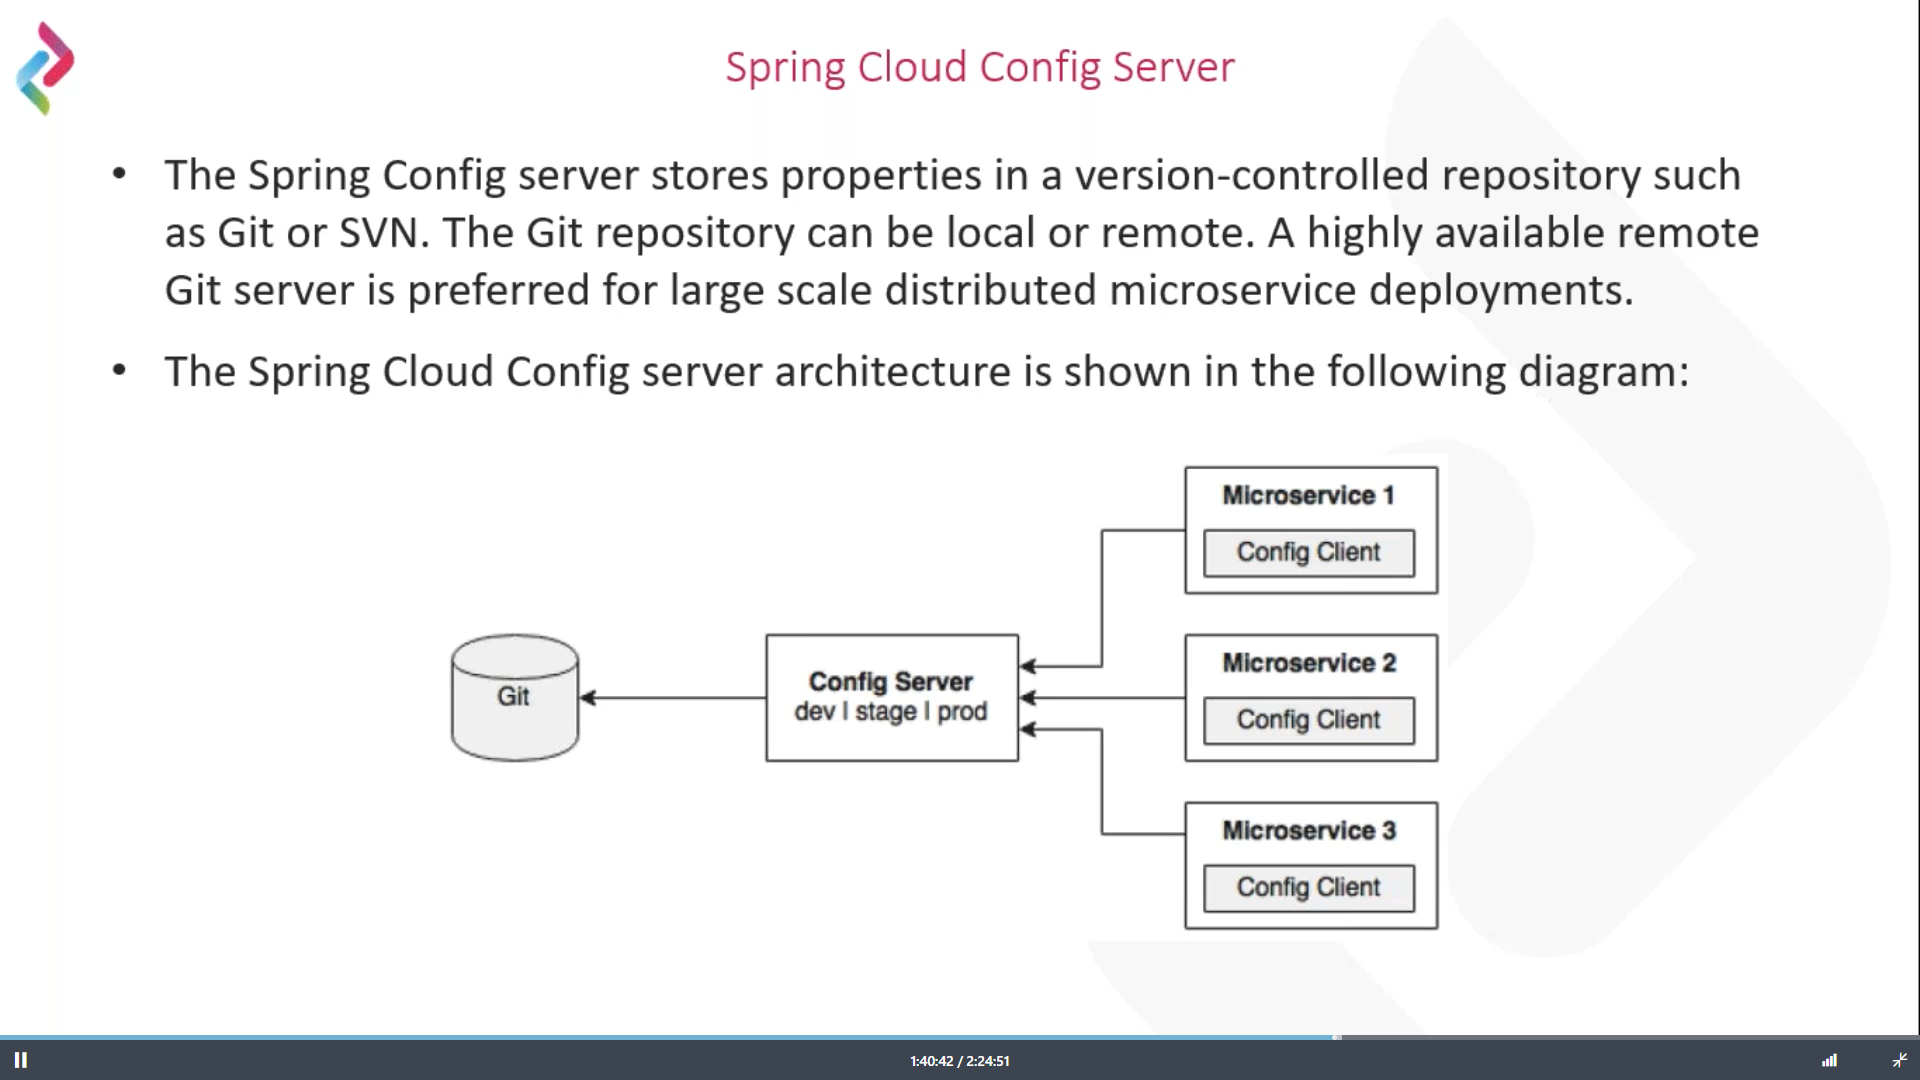 Spring Cloud Config Server
• The Spring Config server stores properties in a version-controlled repository such
as Git or SVN. The Git repository can be local or remote. A highly available remote
Git server is preferred for large scale distributed microservice deployments.
• The Spring Cloud Config server architecture is shown in the following diagram:
Microservice 1
Config Client
Git
Config Server
dev | stage | prod
Microservice 2
Config Client
Microservice 3
Config Client
1:40:42 / 2:24:51